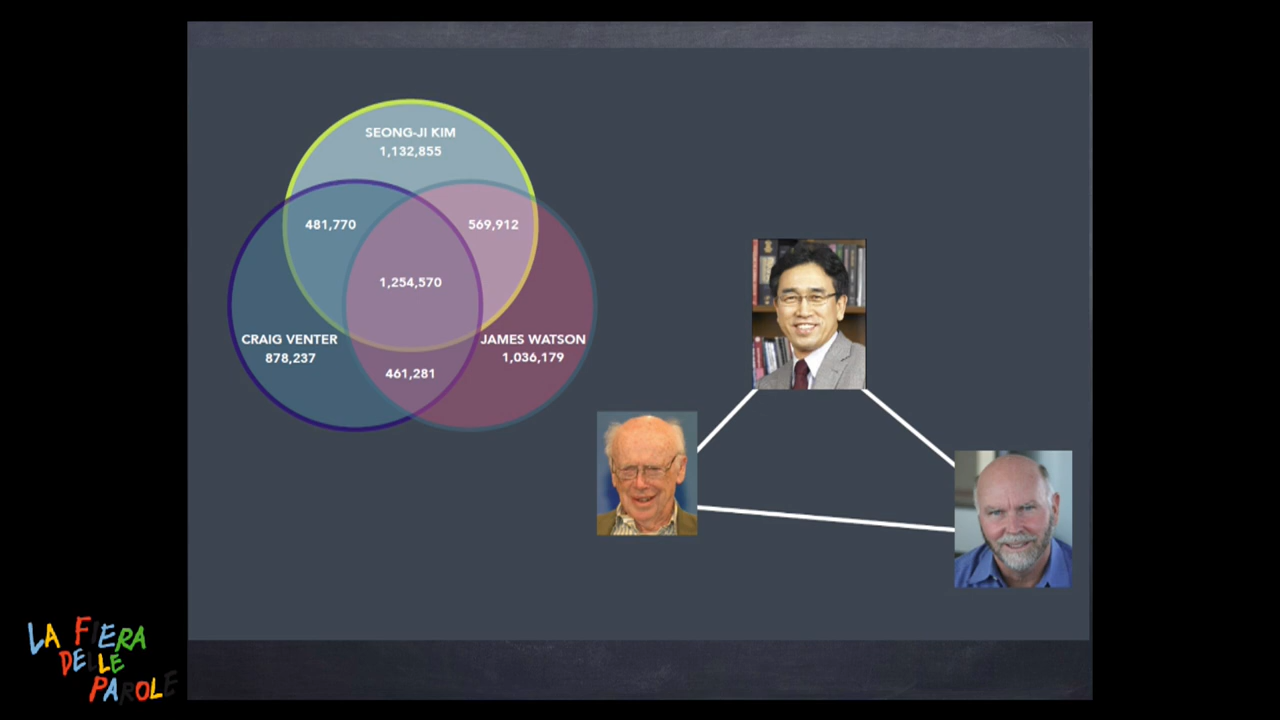 SEONG-JI KIM
1,132,855
481,770
569,912
1,254,570
CRAIG VENTER
878,237
JAMES WATSON
1,036,179
461,281
LA FIERA
DELLE
PAROLE